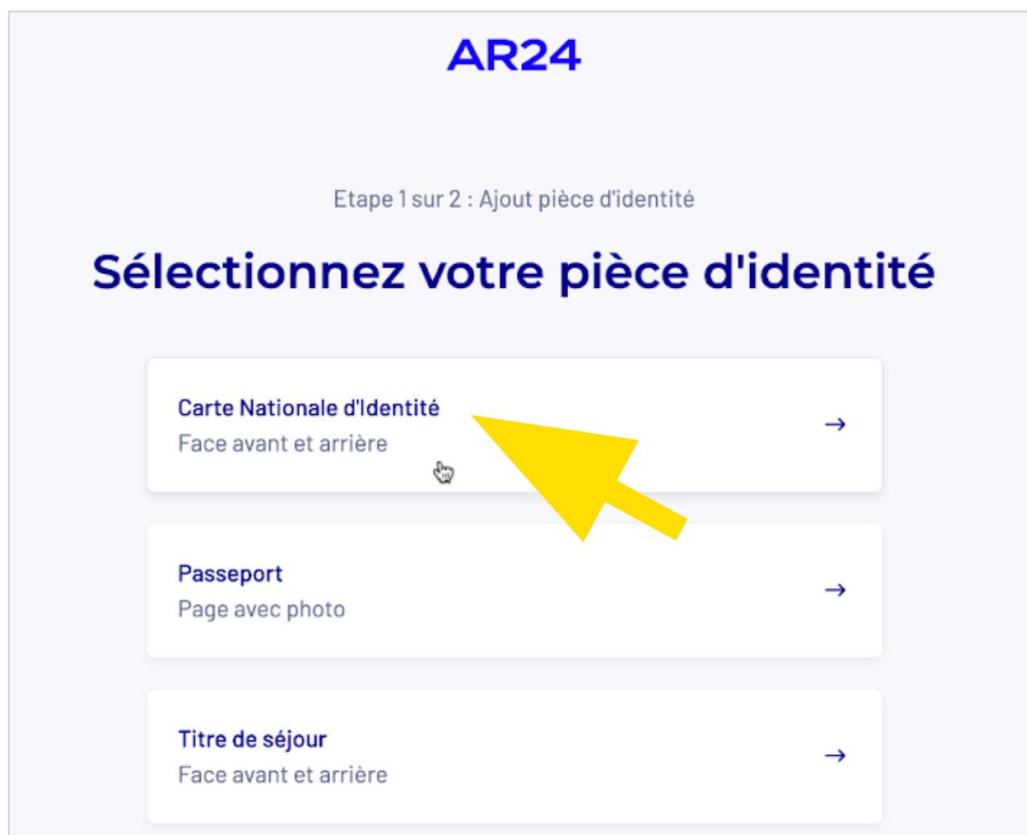 AR24
Etape 1 sur 2 : Ajout pièce d'identité
Sélectionnez votre pièce d'identité
Carte Nationale d'Identité
Face avant et arrière
Passeport
Page avec photo
Titre de séjour
Face avant et arrière